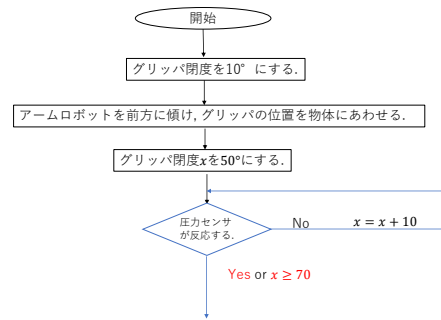 開始
グリッパ閉度を10°にする.
アームロボットを前方に傾け, グリッパの位置を物体にあわせる.
グリッパ閉度xを50°にする.
圧力センサ
が反応する.
No
x = x + 10
Yes or x ≥ 70